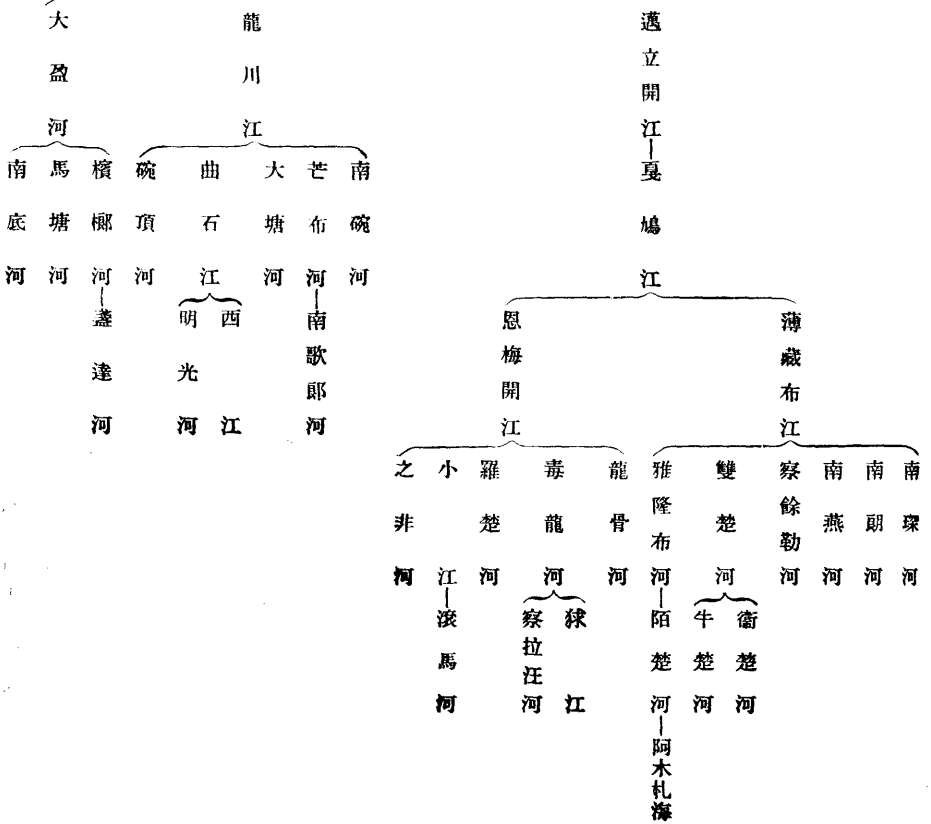 邁立開江
戛鳩江
薄藏布江
南琛河
南朗河
南燕河
察餘勒河
雙楚河
衞楚河
牛楚河
雅隆布河
陌楚河
阿木札海
恩梅開江
龍骨河
毒龍河
狇江
察拉汪河
羅楚河
小江
滾馬河
之非河
龍川江
南碗河
芒布河
南歌郞河
大塘河
曲石江
西江
明光河
碗頂河
大盈河
檳榔河
盞達河
馬塘河
南底河